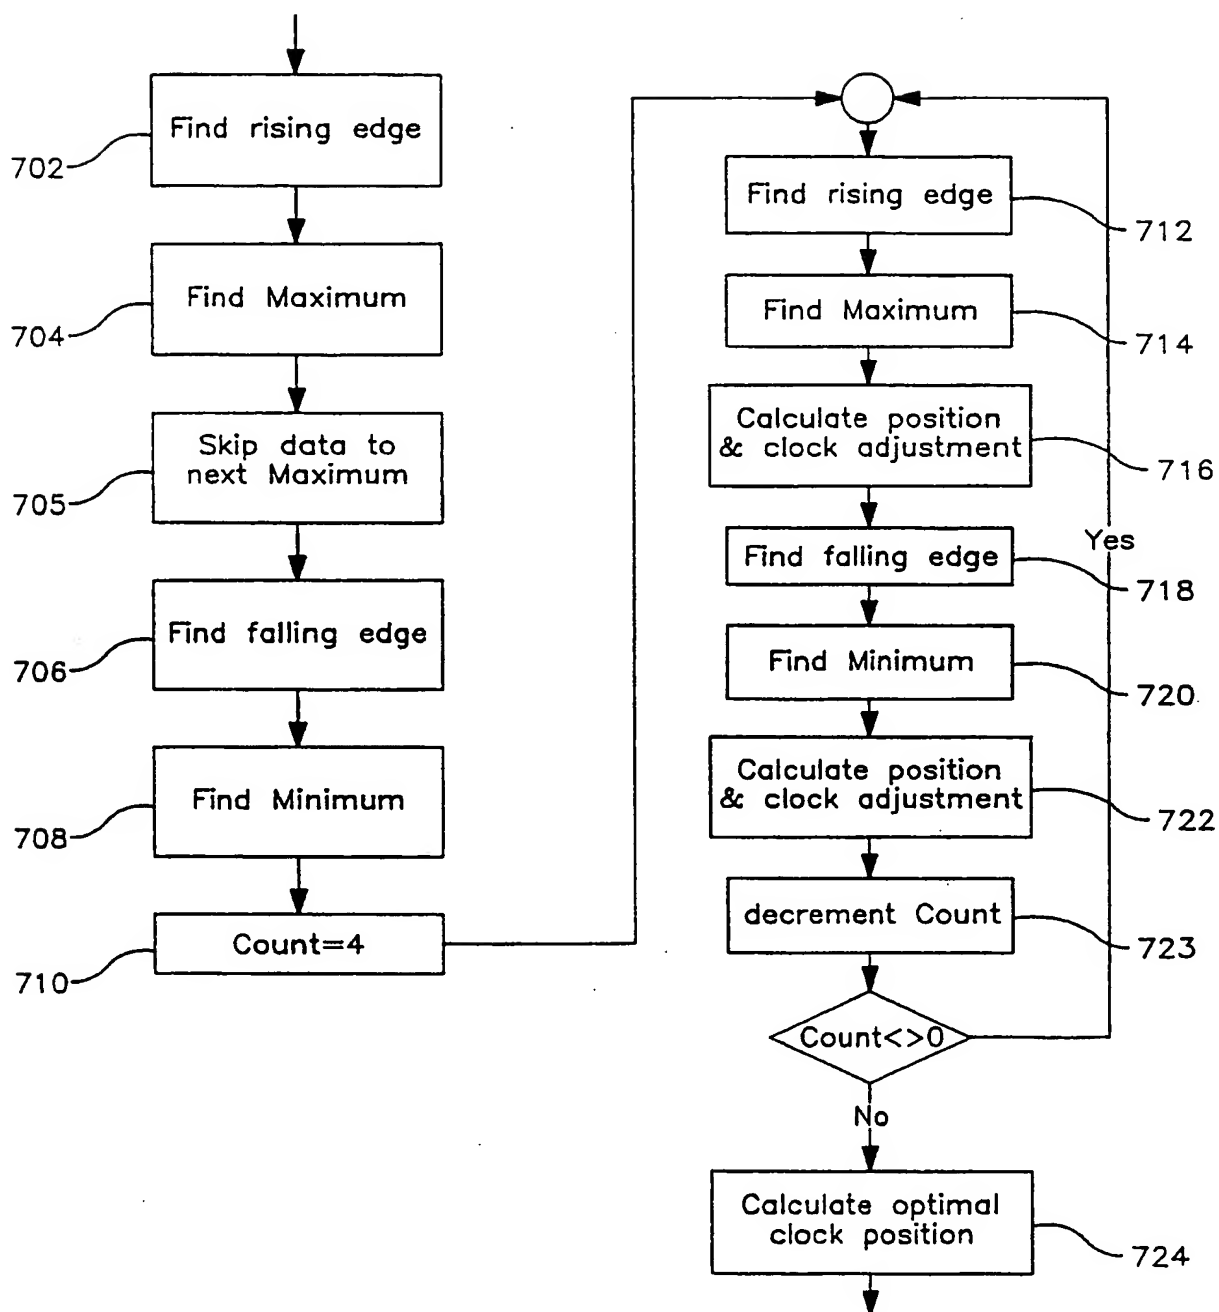 Find rising edge
702
Find Maximum
704
Skip data to
next Maximum
705
Find falling edge
706
Find Minimum
708
Count=4
710
Find rising edge
712
Find Maximum
714
Calculate position
& clock adjustment
716
Yes
Find falling edge
718
Find Minimum
720
Calculate position
& clock adjustment
722
decrement Count
723
Count<>0
No
Calculate optimal
clock position
724